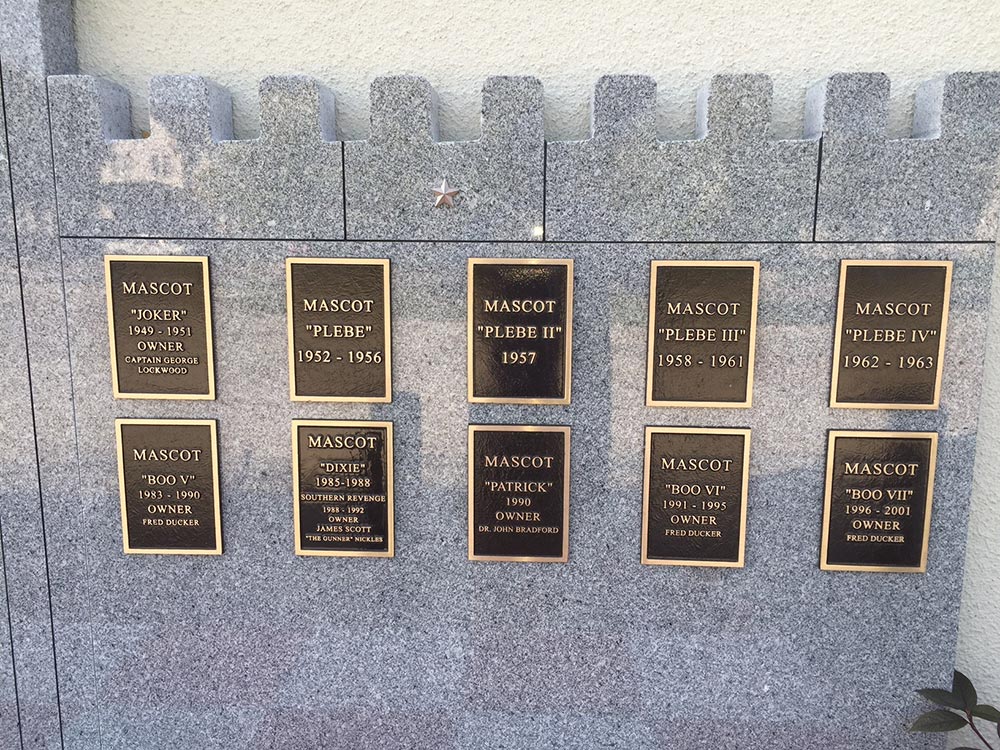 MASCOT
"JOKER"
1949 - 1951
OWNER
CAPTAIN GEORGE
LOCKWOOD
MASCOT
"PLEBE"
1952 - 1956
MASCOT
"PLEBE II"
1957
MASCOT
"PLEBE III"
1958 - 1961
MASCOT
"PLEBE IV"
1962 - 1963
MASCOT
"BOO V"
1983 - 1990
OWNER
FRED DUCKER
MASCOT
"DIXIE"
1985-1988
SOUTHERN REVENGE
1988 - 1992
OWNER
JAMES SCOTT
"THE GUNNER" NICKLES
MASCOT
"PATRICK"
1990
OWNER
DR. JOHN BRADFORD
MASCOT
"BOO VI"
1991 - 1995
OWNER
FRED DUCKER
MASCOT
"BOO VII"
1996 - 2001
OWNER
FRED DUCKER